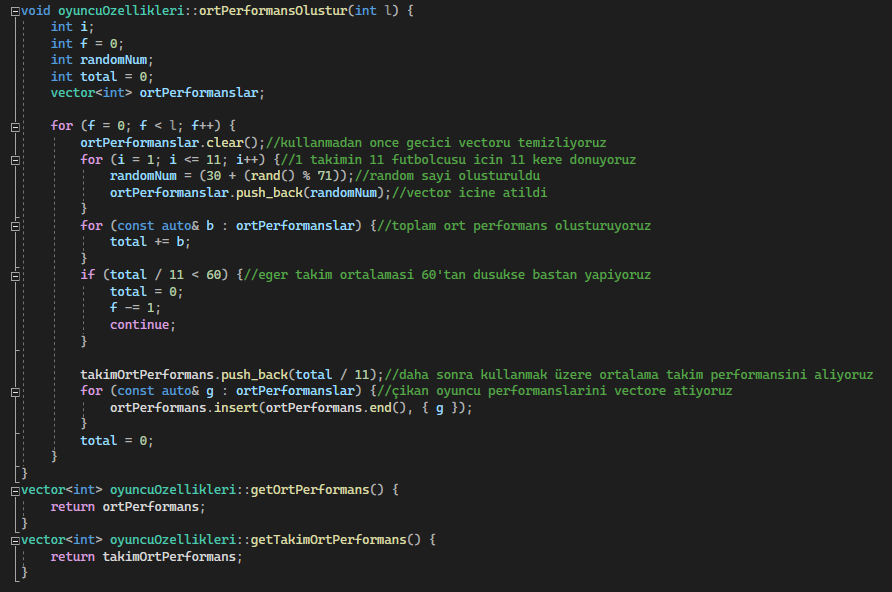 void oyuncuOzellikleri::ortPerformansOlustur(int l) {
int i;
int f = 0;
int randomNum;
int total = 0;
vector<int> ortPerformanslar;
for (f = 0; f < l; f++) {
ortPerformanslar.clear();//kullanmadan once gecici vectoru temizliyoruz
for (i = 1; i <= 11; i++) {//1 takimin 11 futbolcusu icin 11 kere donuyoruz
randomNum = (30 + (rand() % 71));//random sayi olusturuldu
ortPerformanslar.push_back(randomNum);//vector icine atildi
}
for (const auto& b : ortPerformanslar) {//toplam ort performans olusturuyoruz
total += b;
}
if (total / 11 < 60) {//eger takim ortalamasi 60'tan dusukse bastan yapiyoruz
total = 0;
f -= 1;
continue;
}
takimOrtPerformans.push_back(total / 11);//daha sonra kullanmak üzere ortalama takim performansini aliyoruz
for (const auto& g : ortPerformanslar) {//çikan oyuncu performanslarini vectore atiyoruz
ortPerformans.insert(ortPerformans.end(), { g });
}
total = 0;
}
}
vector<int> oyuncuOzellikleri::getOrtPerformans() {
return ortPerformans;
}
vector<int> oyuncuOzellikleri::getTakimOrtPerformans() {
return takimOrtPerformans;
}